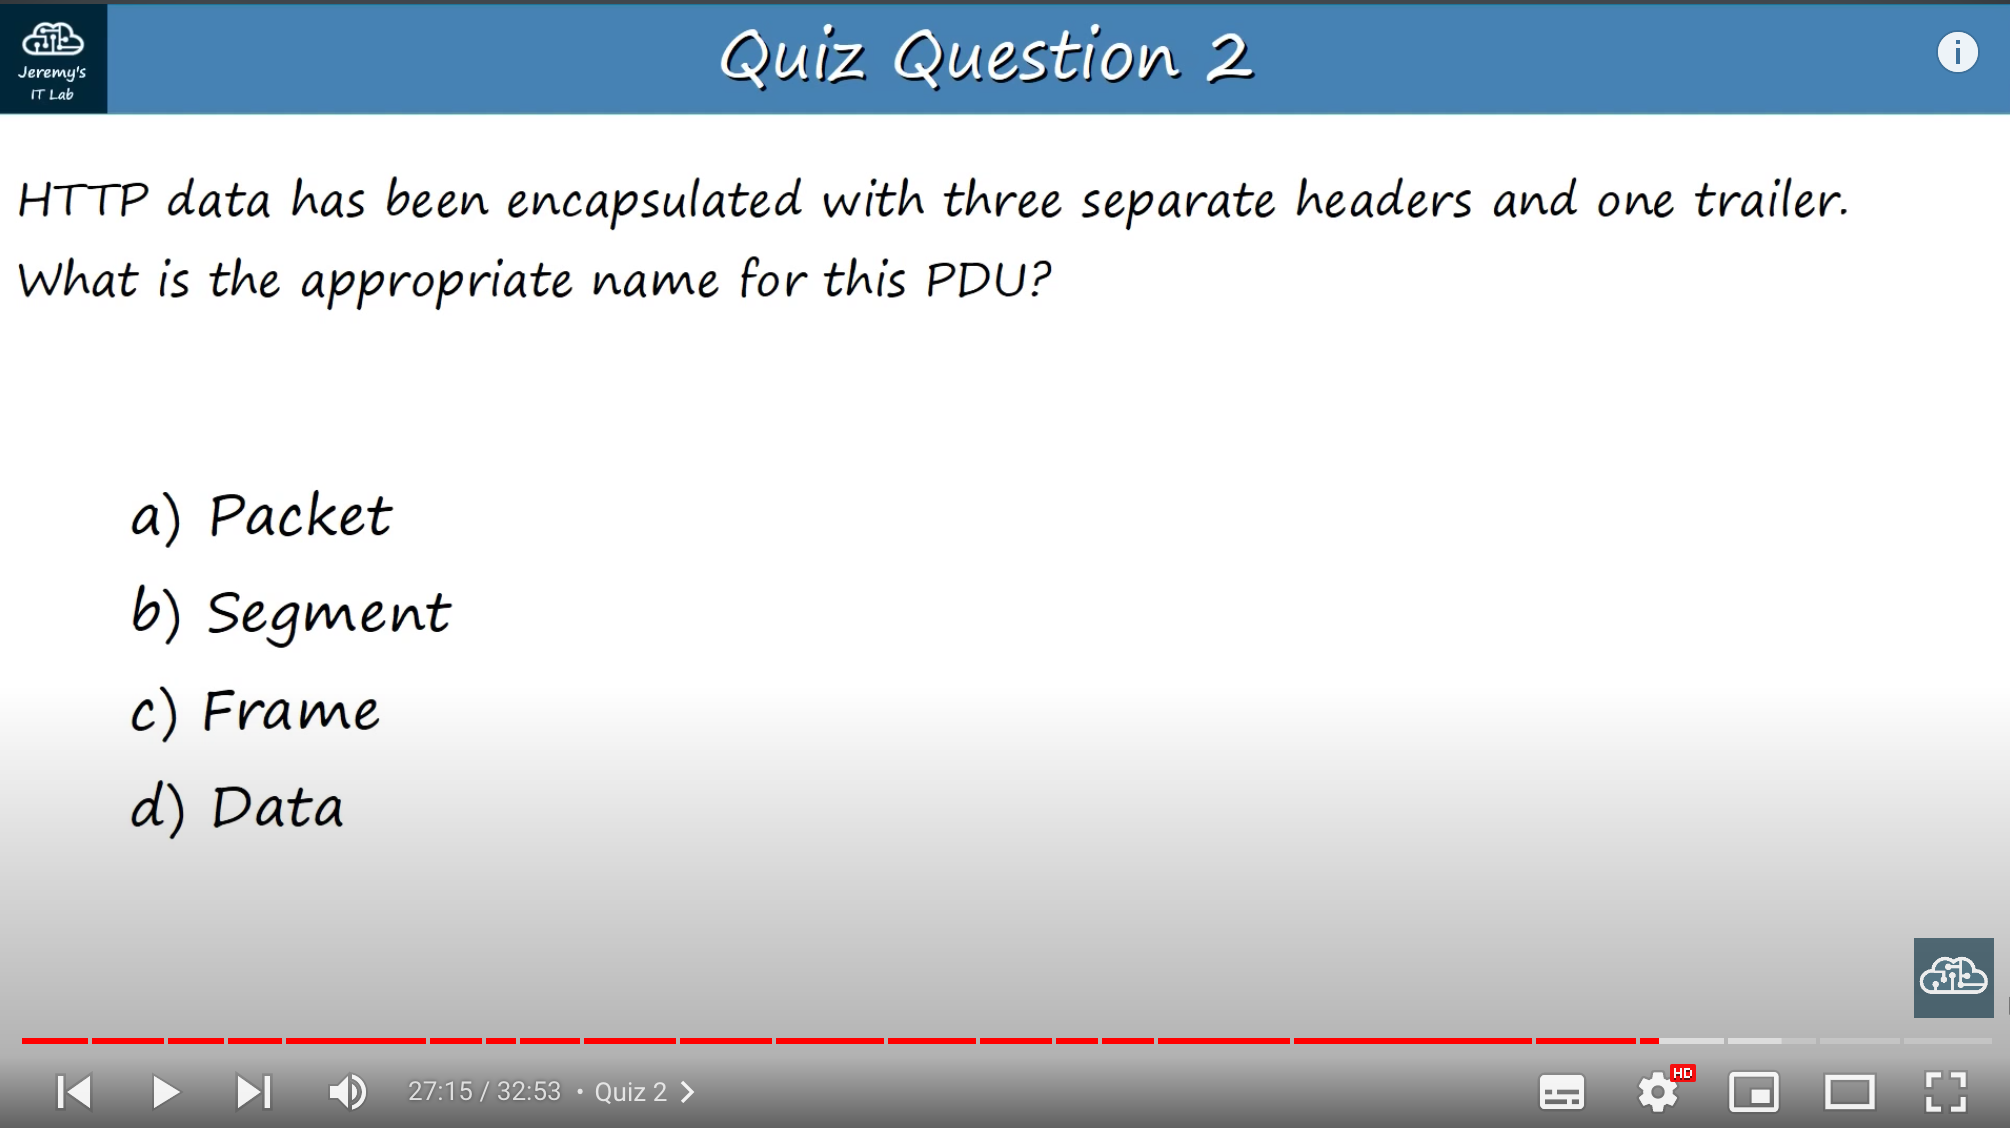 Jeremy's
IT Lab
Quiz Question 2
HTTP data has been encapsulated with three separate headers and one trailer.
What is the appropriate name for this PDU?
a) Packet
b) Segment
c) Frame
d) Data
27:15 / 32:53 • Quiz 2
HD